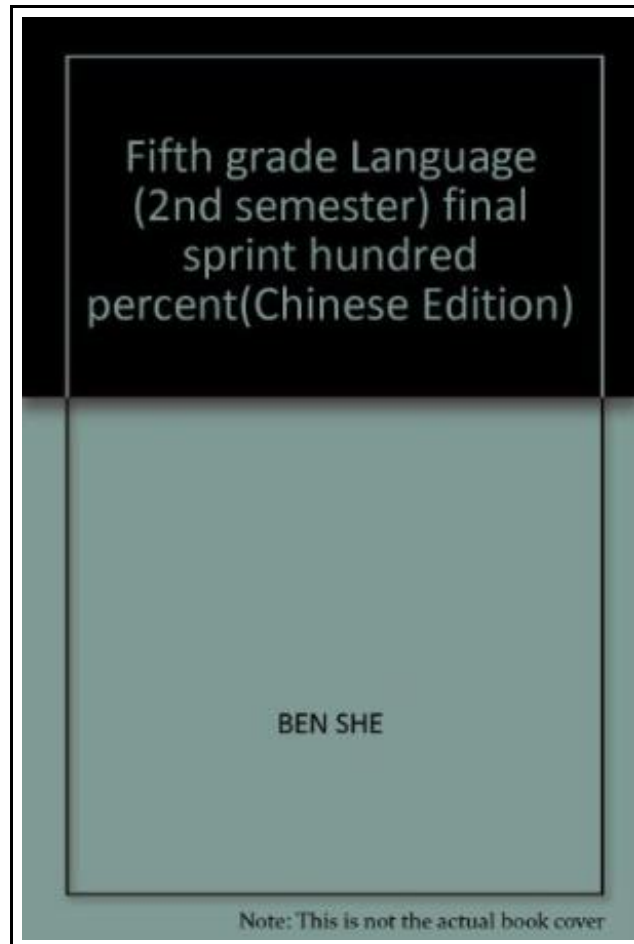 Fifth grade Language
(2nd semester) final
sprint hundred
percent(Chinese Edition)
BEN SHE
Note: This is not the actual book cover